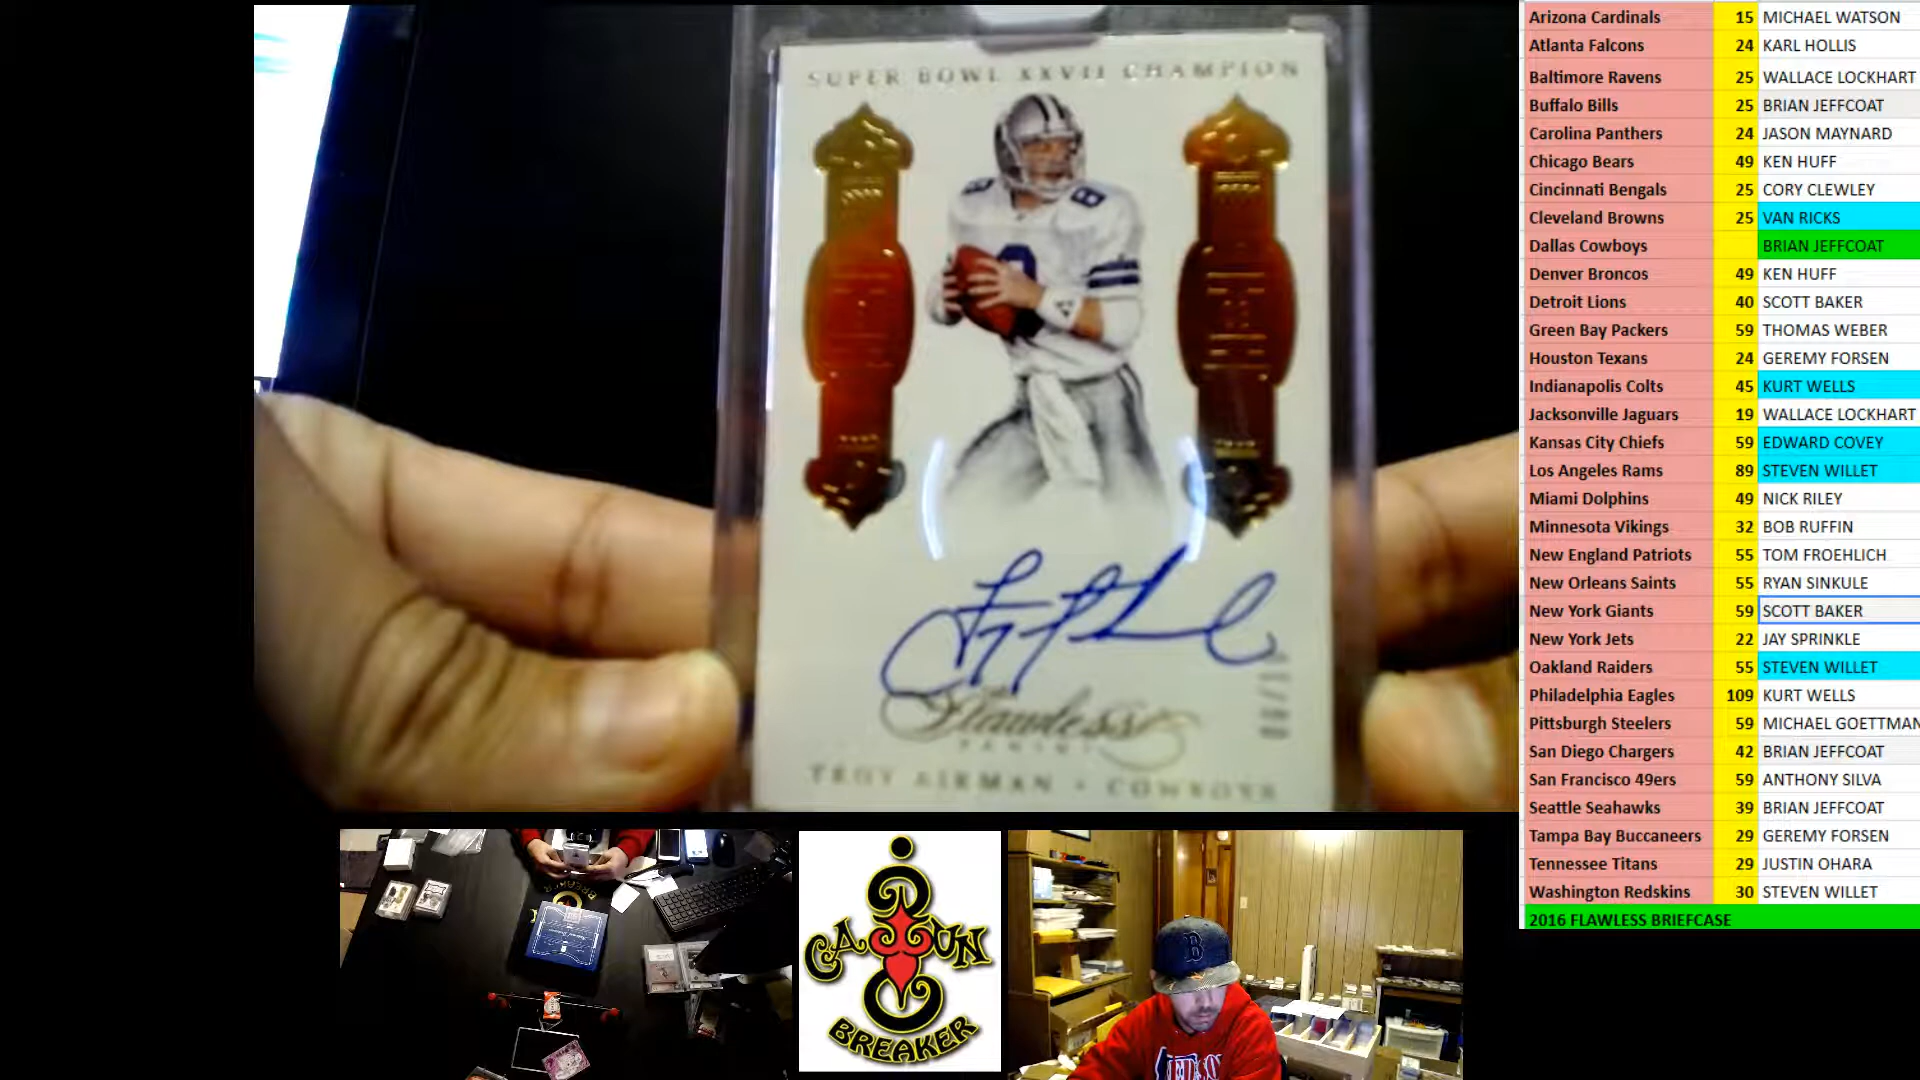 SUPER BOWL XXVII CHAMPION
8
Flawless
PANINI
TROY AIKMAN • COWBOYS
Arizona Cardinals 15 MICHAEL WATSON
Atlanta Falcons 24 KARL HOLLIS
Baltimore Ravens 25 WALLACE LOCKHART
Buffalo Bills 25 BRIAN JEFFCOAT
Carolina Panthers 24 JASON MAYNARD
Chicago Bears 49 KEN HUFF
Cincinnati Bengals 25 CORY CLEWLEY
Cleveland Browns 25 VAN RICKS
Dallas Cowboys BRIAN JEFFCOAT
Denver Broncos 49 KEN HUFF
Detroit Lions 40 SCOTT BAKER
Green Bay Packers 59 THOMAS WEBER
Houston Texans 24 GEREMY FORSEN
Indianapolis Colts 45 KURT WELLS
Jacksonville Jaguars 19 WALLACE LOCKHART
Kansas City Chiefs 59 EDWARD COVEY
Los Angeles Rams 89 STEVEN WILLET
Miami Dolphins 49 NICK RILEY
Minnesota Vikings 32 BOB RUFFIN
New England Patriots 55 TOM FROEHLICH
New Orleans Saints 55 RYAN SINKULE
New York Giants 59 SCOTT BAKER
New York Jets 22 JAY SPRINKLE
Oakland Raiders 55 STEVEN WILLET
Philadelphia Eagles 109 KURT WELLS
Pittsburgh Steelers 59 MICHAEL GOETTMAN
San Diego Chargers 42 BRIAN JEFFCOAT
San Francisco 49ers 59 ANTHONY SILVA
Seattle Seahawks 39 BRIAN JEFFCOAT
Tampa Bay Buccaneers 29 GEREMY FORSEN
Tennessee Titans 29 JUSTIN OHARA
Washington Redskins 30 STEVEN WILLET
2016 FLAWLESS BRIEFCASE
CAJUN
BREAKER
B